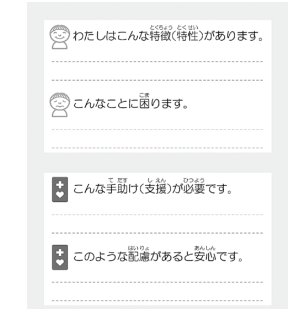 わたしはこんな特徴(特性)があります。
こんなことに困ります。
こんな手助け(支援)が必要です。
このような配慮があると安心です。